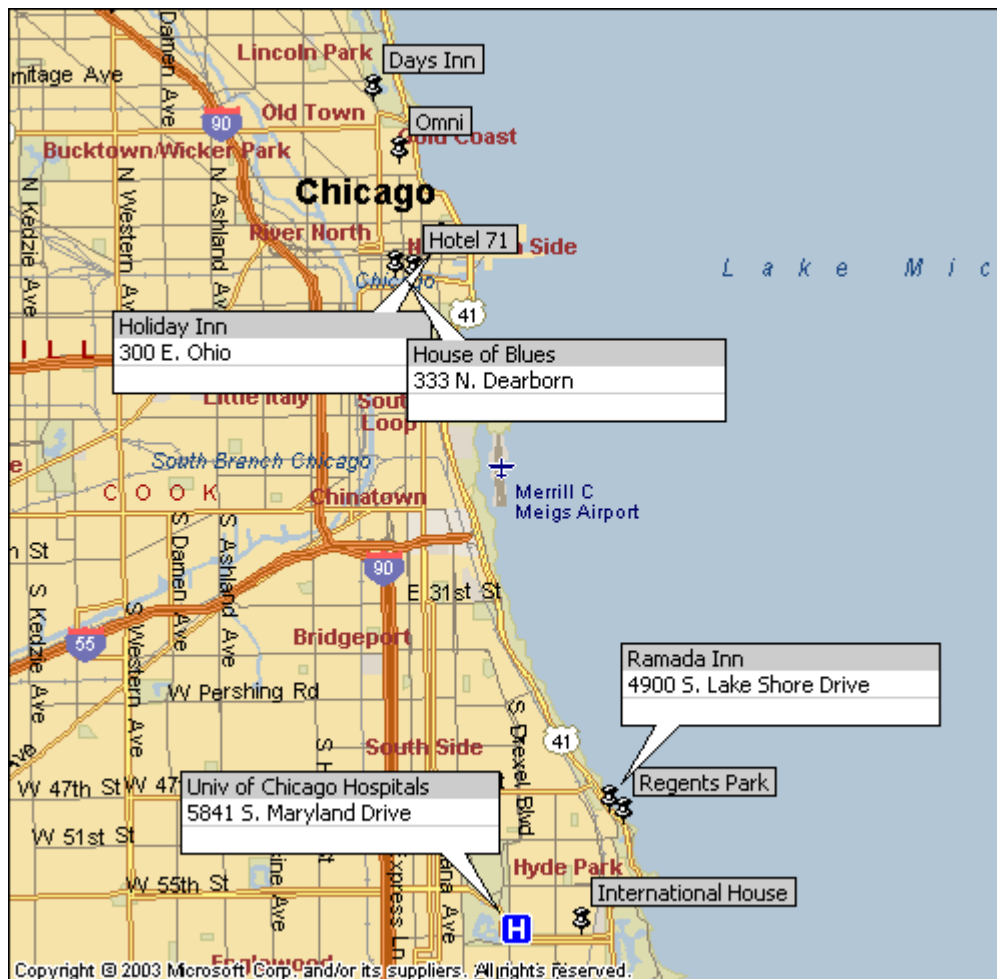 Lincoln Park
Days Inn
Damen Ave
mitage Ave
Old Town
Omni
90
Gold Coast
Bucktown/Wicker Park
N Kedzie Ave
N Western Ave
N Ashland Ave
Chicago
River North
Hotel 71
Side
Chicago
Lake Mic
41
Holiday Inn
300 E. Ohio
House of Blues
333 N. Dearborn
I L L
Little Italy
Loop
South Branch Chicago
COOK
Chinatown
Merrill C
Meigs Airport
S Damen Ave
S Ashland Ave
90
E 31st St
S Kedzie Ave
55
S Western Ave
Bridgeport
Ramada Inn
4900 S. Lake Shore Drive
W Pershing Rd
S Drexel Blvd
41
South Side
Regents Park
W 47th St
W 47
Univ of Chicago Hospitals
5841 S. Maryland Drive
W 51st St
Hyde Park
W 55th St
International House
H
Englewood
Copyright © 2003 Microsoft Corp. and/or its suppliers. All rights reserved.